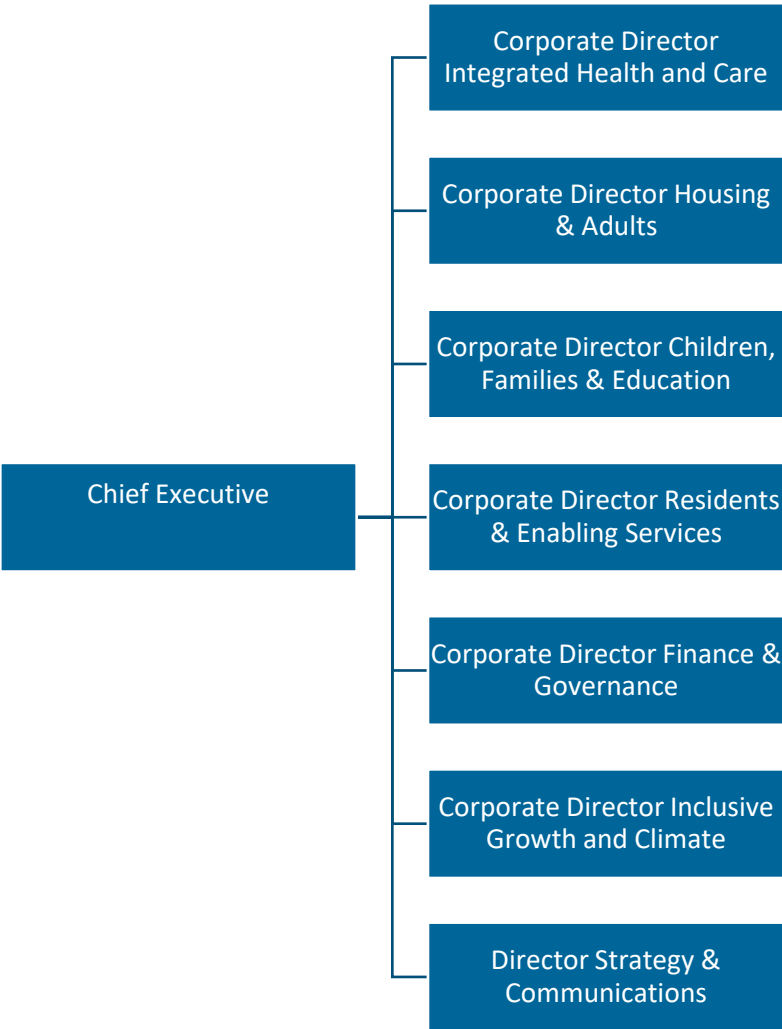 Corporate Director
Integrated Health and Care
Corporate Director Housing
& Adults
Corporate Director Children,
Families & Education
Chief Executive
Corporate Director Residents
& Enabling Services
Corporate Director Finance &
Governance
Corporate Director Inclusive
Growth and Climate
Director Strategy &
Communications